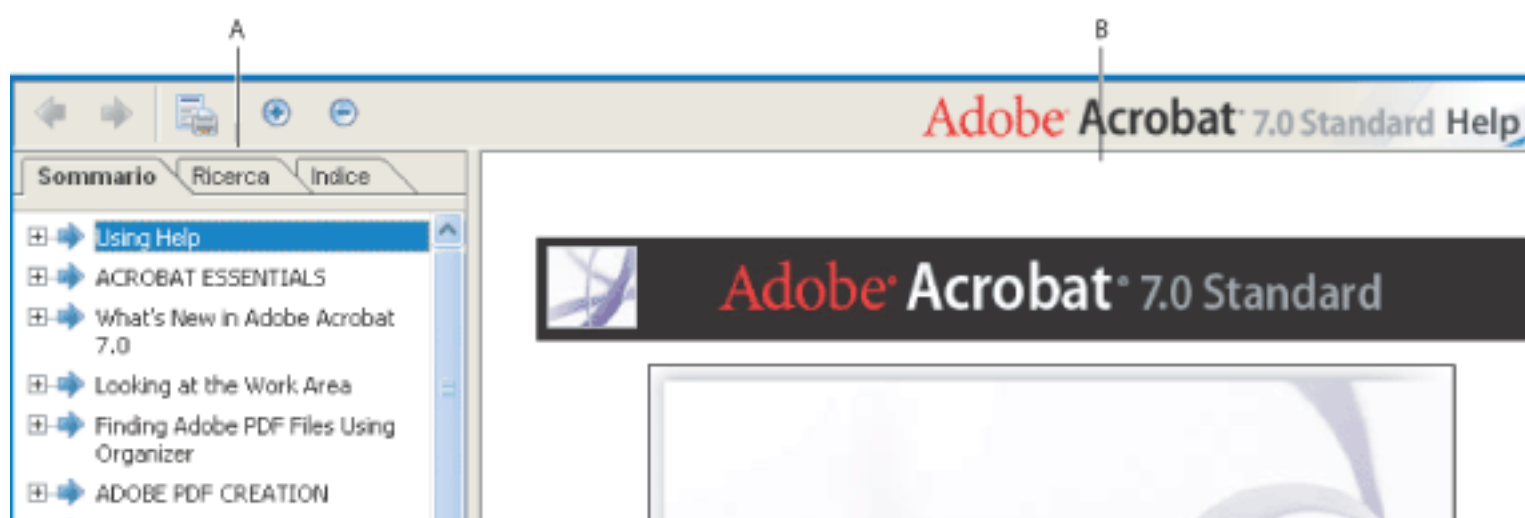 A
B
Adobe® Acrobat® 7.0 Standard Help
Sommario Ricerca Indice
Using Help
ACROBAT ESSENTIALS
What's New in Adobe Acrobat
7.0
Looking at the Work Area
Finding Adobe PDF Files Using
Organizer
ADOBE PDF CREATION
Adobe® Acrobat® 7.0 Standard